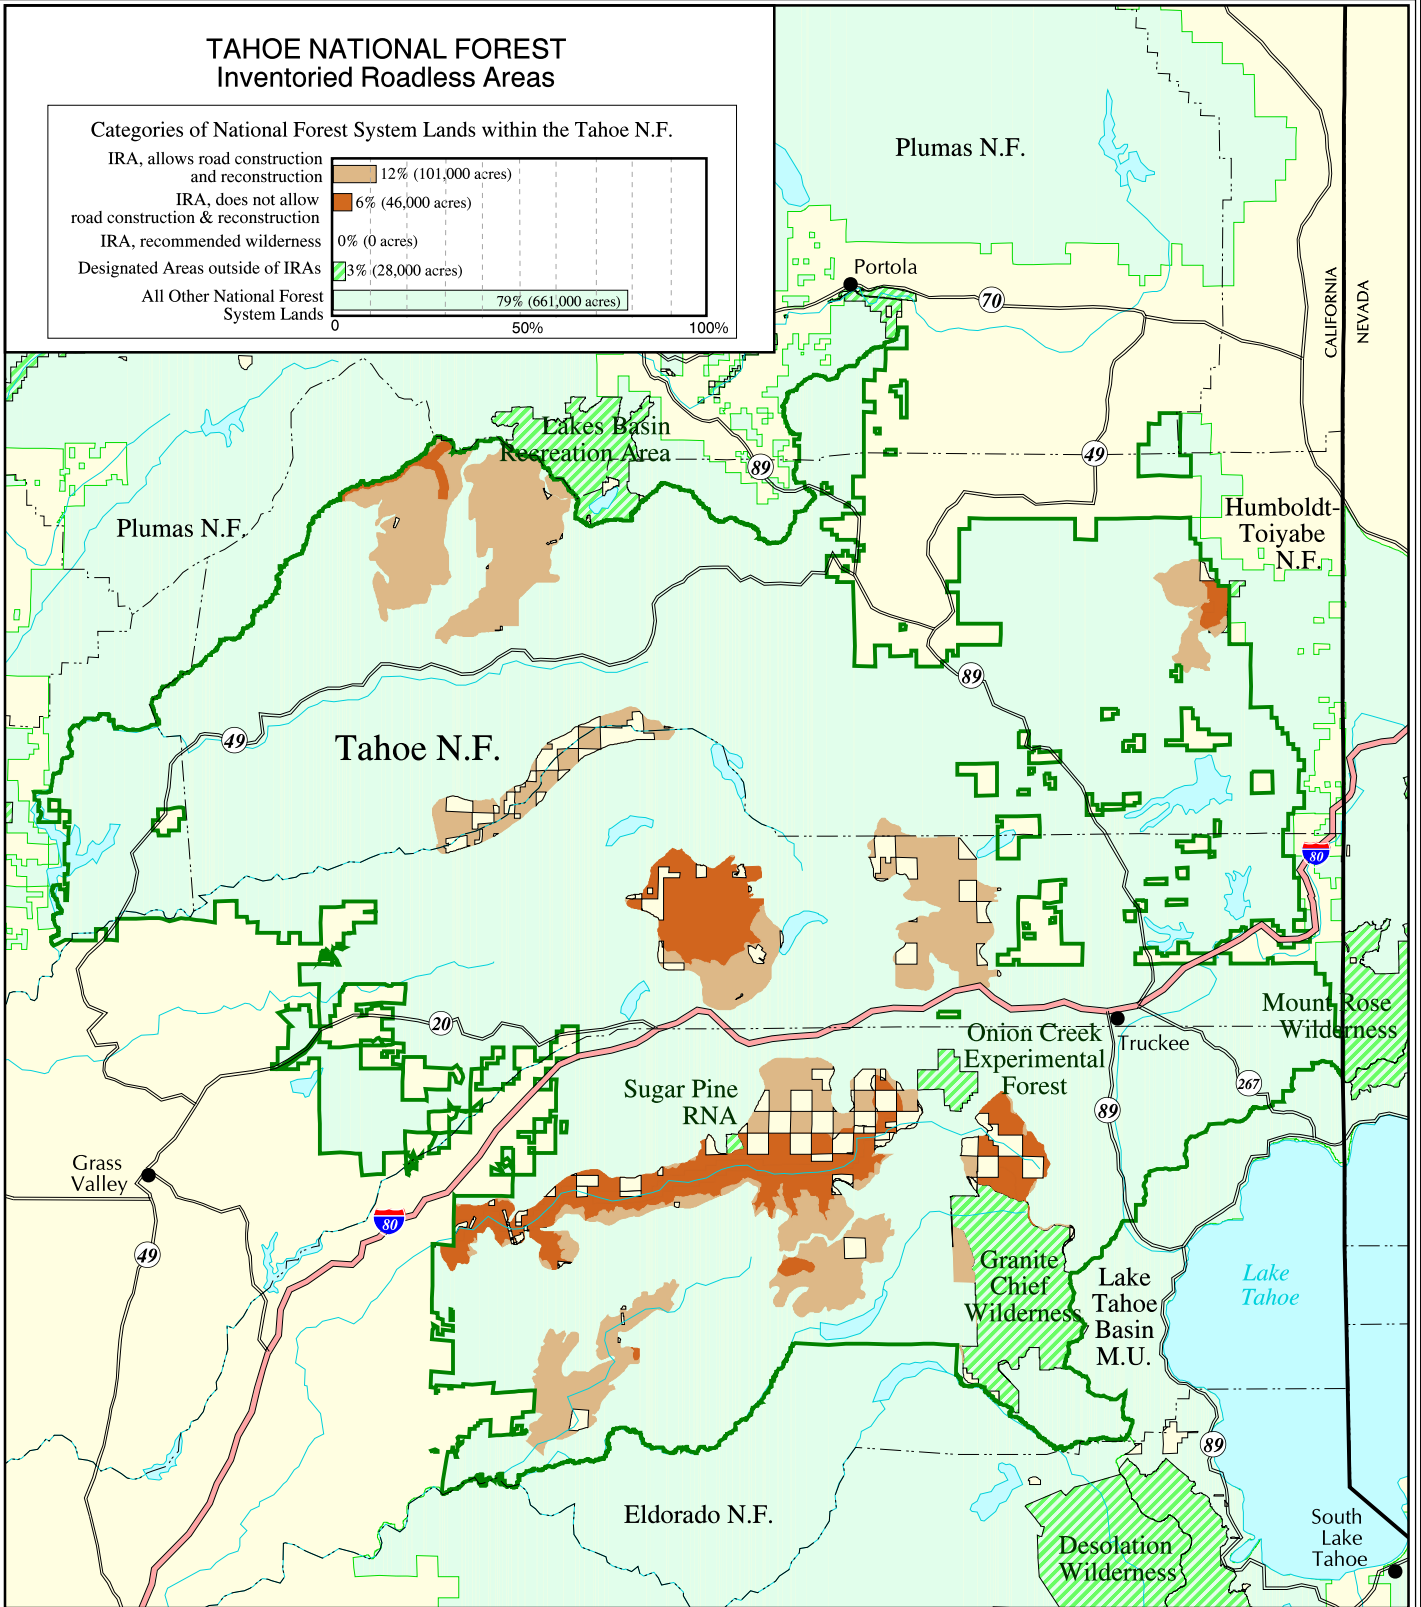 TAHOE NATIONAL FOREST
Inventoried Roadless Areas
Categories of National Forest System Lands within the Tahoe N.F.
IRA, allows road construction
and reconstruction
12% (101,000 acres)
IRA, does not allow
road construction & reconstruction
6% (46,000 acres)
IRA, recommended wilderness
0% (0 acres)
Designated Areas outside of IRAs
3% (28,000 acres)
All Other National Forest
System Lands
79% (661,000 acres)
0
50%
100%
Plumas N.F.
Portola
70
CALIFORNIA
NEVADA
Lakes Basin
Recreation Area
89
49
Plumas N.F.
Humboldt-
Toiyabe
N.F.
89
49
Tahoe N.F.
80
20
Mount Rose
Wilderness
Onion Creek
Experimental
Forest
Truckee
Sugar Pine
RNA
267
89
Grass
Valley
80
49
Granite
Chief
Wilderness
Lake
Tahoe
Basin
M.U.
Lake
Tahoe
89
Eldorado N.F.
Desolation
Wilderness
South
Lake
Tahoe